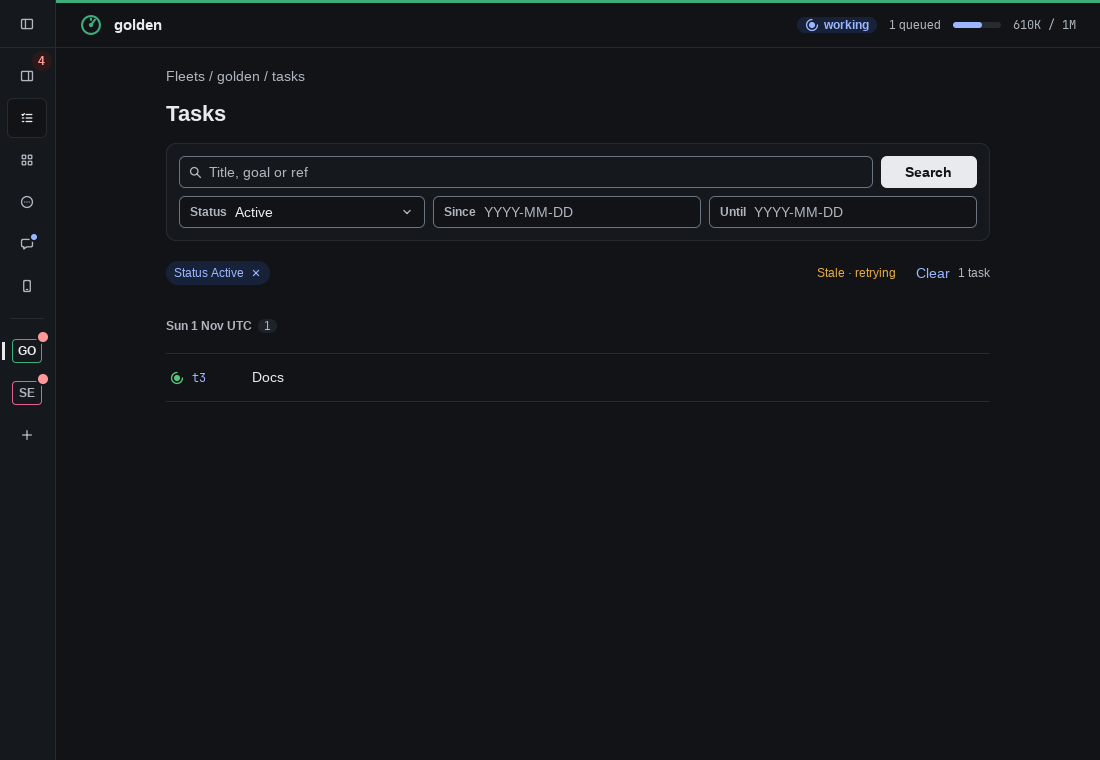 golden
working
1 queued
610K / 1M
4
Fleets / golden / tasks
Tasks
Title, goal or ref
Search
Status Active
Since YYYY-MM-DD
Until YYYY-MM-DD
Status Active ×
Stale · retrying
Clear
1 task
Sun 1 Nov UTC 1
t3 Docs
GO
SE